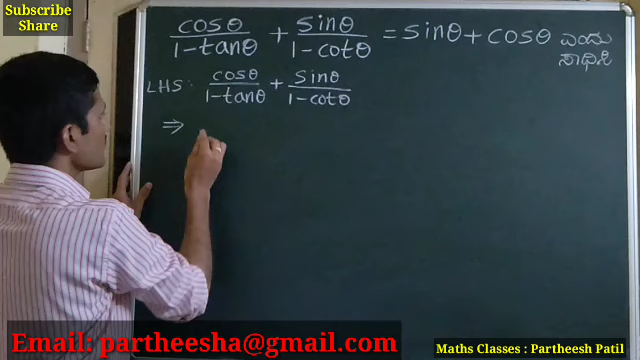 Subscribe
Share
cosθ/1-tanθ + sinθ/1-cotθ = sinθ + cosθ ಎಂದು
ಸಾಧಿಸಿ
LHS: cosθ/1-tanθ + sinθ/1-cotθ
⇒
Email: partheesha@gmail.com
Maths Classes : Partheesh Patil